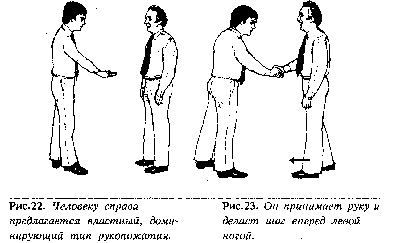 Рис.22. Человеку справа
предлагается властный, доми-
нирующий тип рукопожатия.
Рис.23. Он принимает руку и
делает шаг вперед левой
ногой.